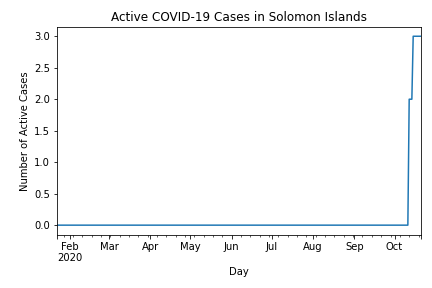 Active COVID-19 Cases in Solomon Islands
Number of Active Cases
3.0
2.5
2.0
1.5
1.0
0.5
0.0
Feb Mar Apr May Jun Jul Aug Sep Oct
2020
Day